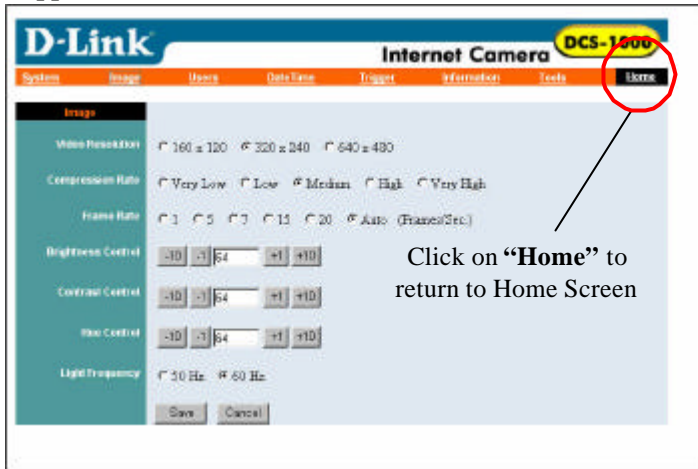 D-Link
Internet Camera DCS-1000
System Image Users Date/Time Trigger Information Tools Home
Image
Video Resolution 160 x 120 320 x 240 640 x 480
Compression Rate Very Low Low Medium High Very High
Frame Rate 1 5 7 15 20 Auto (Frames/Sec.)
Brightness Control -10 -1 64 +1 +10
Contrast Control -10 -1 64 +1 +10
Hue Control -10 -1 64 +1 +10
Light Frequency 50 Hz 60 Hz
Save Cancel
Click on “Home” to
return to Home Screen